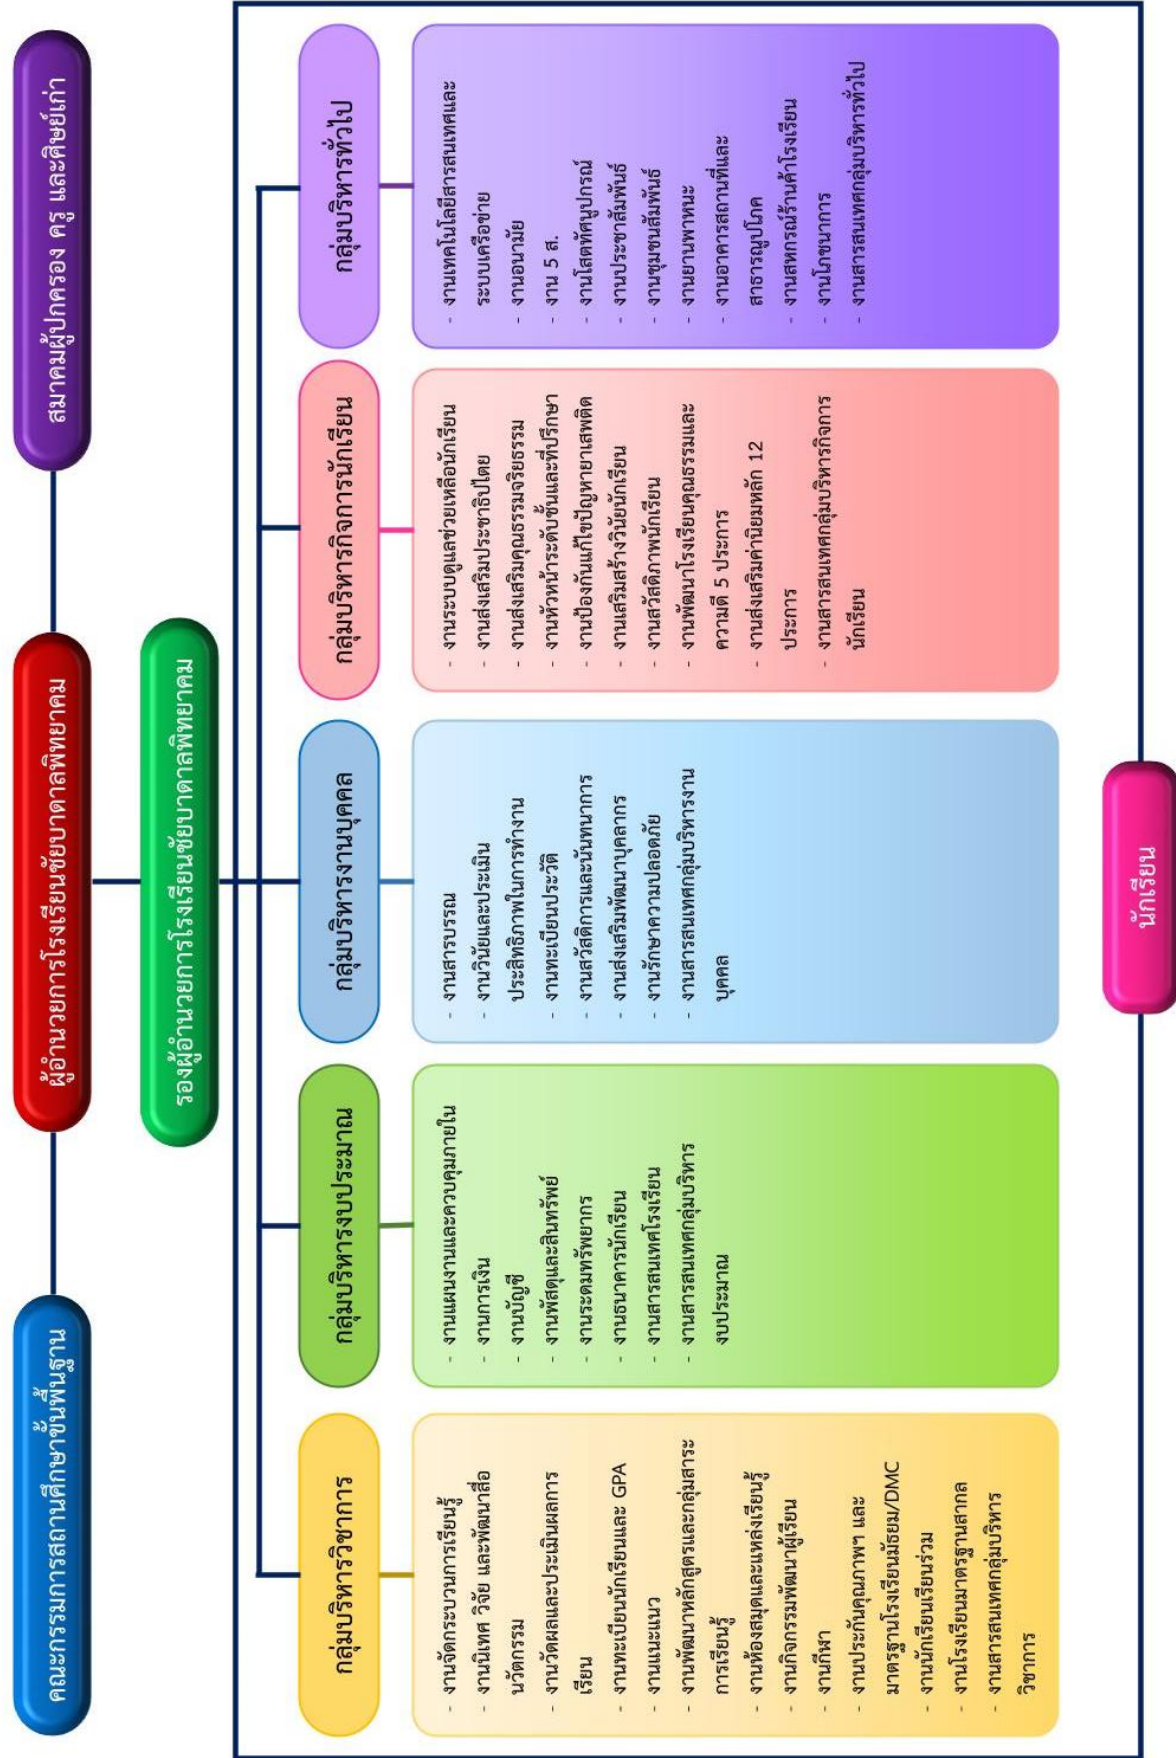 คณะกรรมการสถานศึกษาขั้นพื้นฐาน
ผู้อำนวยการโรงเรียนชัยบาดาลพิทยาคม
สมาคมผู้ปกครอง ครู และศิษย์เก่า
รองผู้อำนวยการโรงเรียนชัยบาดาลพิทยาคม
กลุ่มบริหารวิชาการ
- งานจัดกระบวนการเรียนรู้
- งานนิเทศ วิจัย และพัฒนาสื่อ
นวัตกรรม
- งานวัดผลและประเมินผลการ
เรียน
- งานทะเบียนนักเรียนและ GPA
- งานแนะแนว
- งานพัฒนาหลักสูตรและกลุ่มสาระ
การเรียนรู้
- งานห้องสมุดและแหล่งเรียนรู้
- งานกิจกรรมพัฒนาผู้เรียน
- งานกีฬา
- งานประกันคุณภาพฯ และ
มาตรฐานโรงเรียนมัธยม/DMC
- งานนักเรียนเรียนร่วม
- งานโรงเรียนมาตรฐานสากล
- งานสารสนเทศกลุ่มบริหาร
วิชาการ
กลุ่มบริหารงบประมาณ
- งานแผนงานและควบคุมภายใน
- งานการเงิน
- งานบัญชี
- งานพัสดุและสินทรัพย์
- งานระดมทรัพยากร
- งานธนาคารนักเรียน
- งานสารสนเทศโรงเรียน
- งานสารสนเทศกลุ่มบริหาร
งบประมาณ
กลุ่มบริหารงานบุคคล
- งานสารบรรณ
- งานวินัยและประเมิน
ประสิทธิภาพในการทำงาน
- งานทะเบียนประวัติ
- งานสวัสดิการและนันทนาการ
- งานส่งเสริมพัฒนาบุคลากร
- งานรักษาความปลอดภัย
- งานสารสนเทศกลุ่มบริหารงาน
บุคคล
กลุ่มบริหารกิจการนักเรียน
- งานระบบดูแลช่วยเหลือนักเรียน
- งานส่งเสริมประชาธิปไตย
- งานส่งเสริมคุณธรรมจริยธรรม
- งานหัวหน้าระดับชั้นและที่ปรึกษา
- งานป้องกันแก้ไขปัญหายาเสพติด
- งานเสริมสร้างวินัยนักเรียน
- งานสวัสดิภาพนักเรียน
- งานพัฒนาโรงเรียนคุณธรรมและ
ความดี 5 ประการ
- งานส่งเสริมค่านิยมหลัก 12
ประการ
- งานสารสนเทศกลุ่มบริหารกิจการ
นักเรียน
กลุ่มบริหารทั่วไป
- งานเทคโนโลยีสารสนเทศและ
ระบบเครือข่าย
- งานอนามัย
- งาน 5 ส.
- งานโสตทัศนูปกรณ์
- งานประชาสัมพันธ์
- งานชุมชนสัมพันธ์
- งานยานพาหนะ
- งานอาคารสถานที่และ
สาธารณูปโภค
- งานสหกรณ์ร้านค้าโรงเรียน
- งานโภชนาการ
- งานสารสนเทศกลุ่มบริหารทั่วไป
นักเรียน